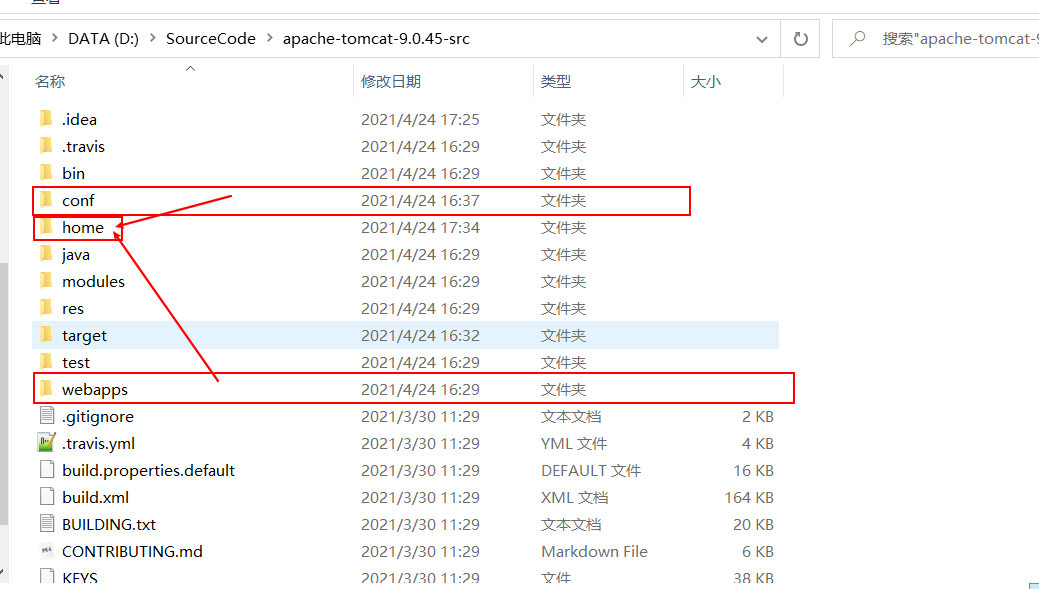 此电脑 DATA (D:) SourceCode apache-tomcat-9.0.45-src 搜索"apache-tomcat-9
名称 修改日期 类型 大小
.idea 2021/4/24 17:25 文件夹
.travis 2021/4/24 16:29 文件夹
bin 2021/4/24 16:29 文件夹
conf 2021/4/24 16:37 文件夹
home 2021/4/24 17:34 文件夹
java 2021/4/24 16:29 文件夹
modules 2021/4/24 16:29 文件夹
res 2021/4/24 16:29 文件夹
target 2021/4/24 16:32 文件夹
test 2021/4/24 16:29 文件夹
webapps 2021/4/24 16:29 文件夹
.gitignore 2021/3/30 11:29 文本文档 2 KB
.travis.yml 2021/3/30 11:29 YML 文件 4 KB
build.properties.default 2021/3/30 11:29 DEFAULT 文件 16 KB
build.xml 2021/3/30 11:29 XML 文档 164 KB
BUILDING.txt 2021/3/30 11:29 文本文档 20 KB
CONTRIBUTING.md 2021/3/30 11:29 Markdown File 6 KB
KEYS 2021/3/30 11:29 文件 38 KB